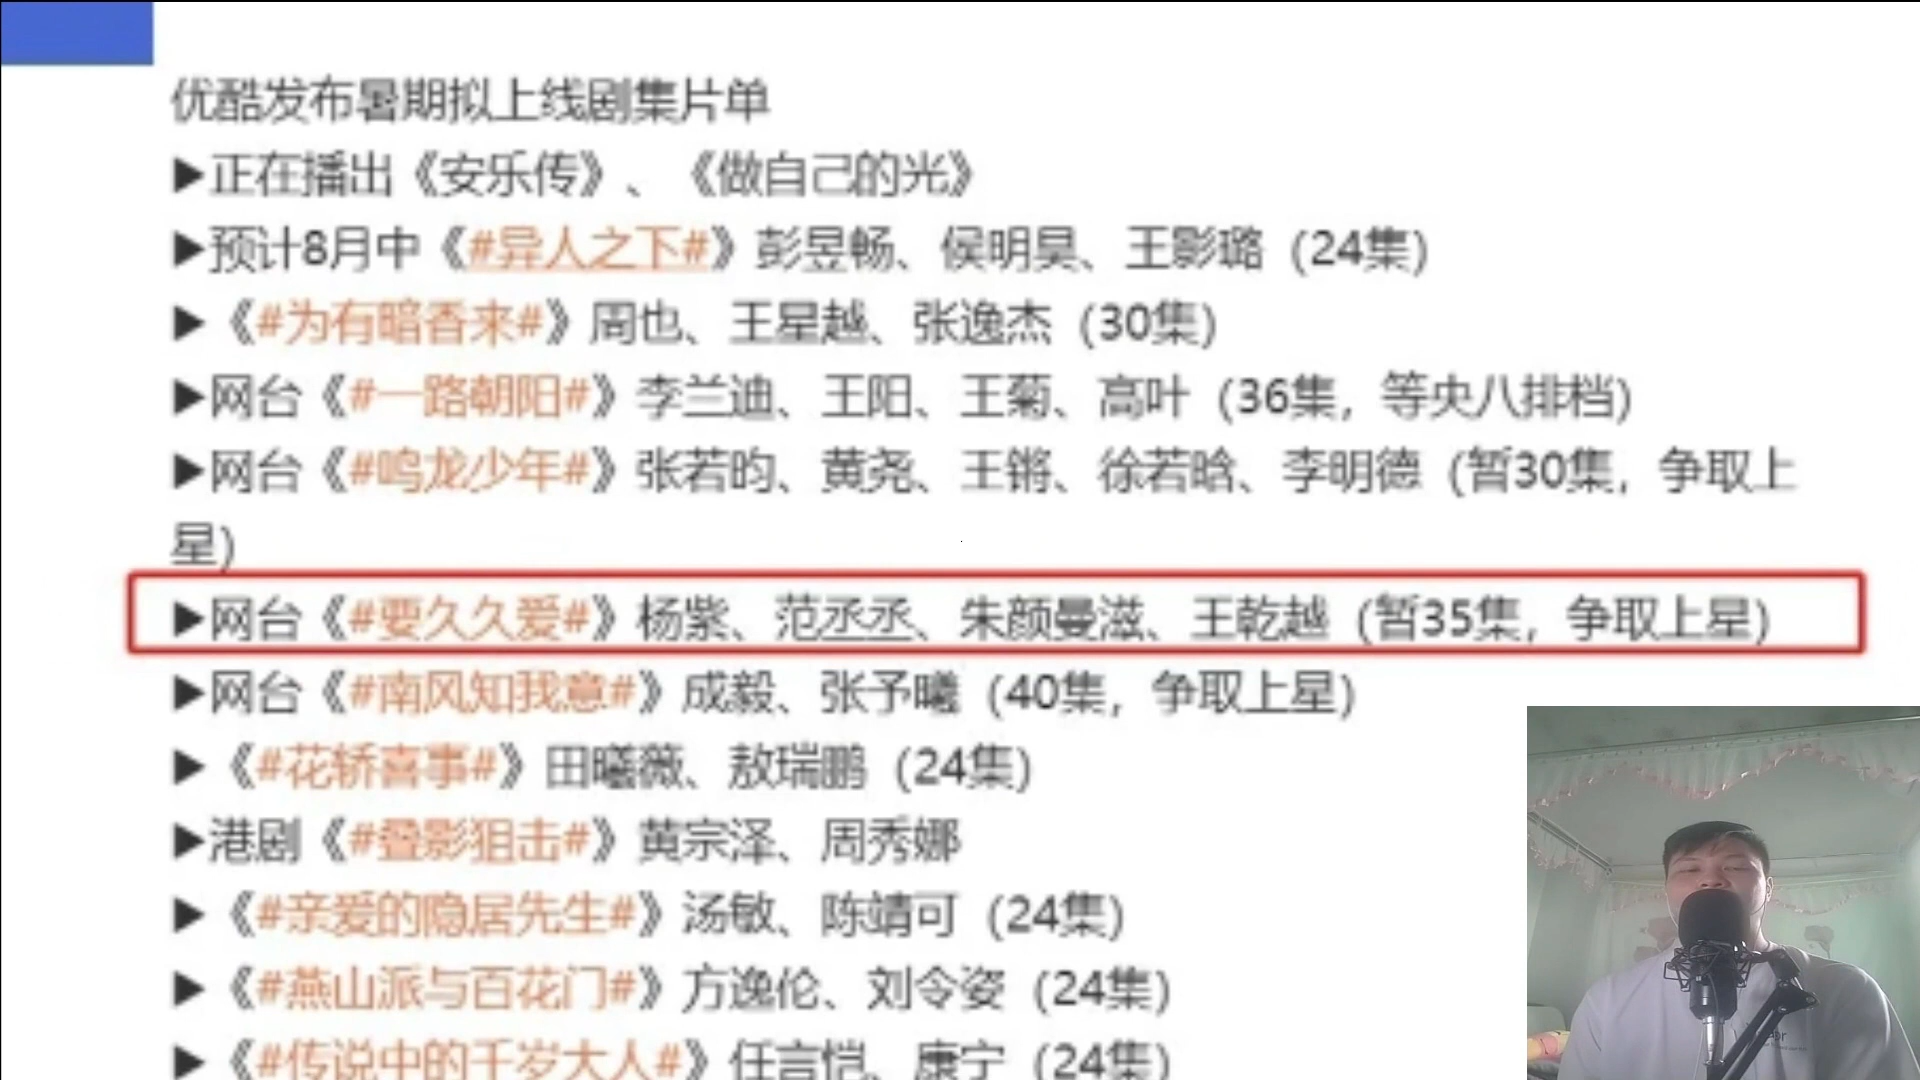 优酷发布暑期拟上线剧集片单
▶正在播出《安乐传》、《做自己的光》
▶预计8月中《#异人之下#》彭昱畅、侯明昊、王影璐（24集）
▶《#为有暗香来#》周也、王星越、张逸杰（30集）
▶网台《#一路朝阳#》李兰迪、王阳、王菊、高叶（36集，等央八排档）
▶网台《#鸣龙少年#》张若昀、黄尧、王锵、徐若晗、李明德（暂30集，争取上
星）
▶网台《#要久久爱#》杨紫、范丞丞、朱颜曼滋、王乾越（暂35集，争取上星）
▶网台《#南风知我意#》成毅、张予曦（40集，争取上星）
▶《#花轿喜事#》田曦薇、敖瑞鹏（24集）
▶港剧《#叠影狙击#》黄宗泽、周秀娜
▶《#亲爱的隐居先生#》汤敏、陈靖可（24集）
▶《#燕山派与百花门#》方逸伦、刘令姿（24集）
▶《#传说中的千岁大人#》任言恺、康宁（24集）